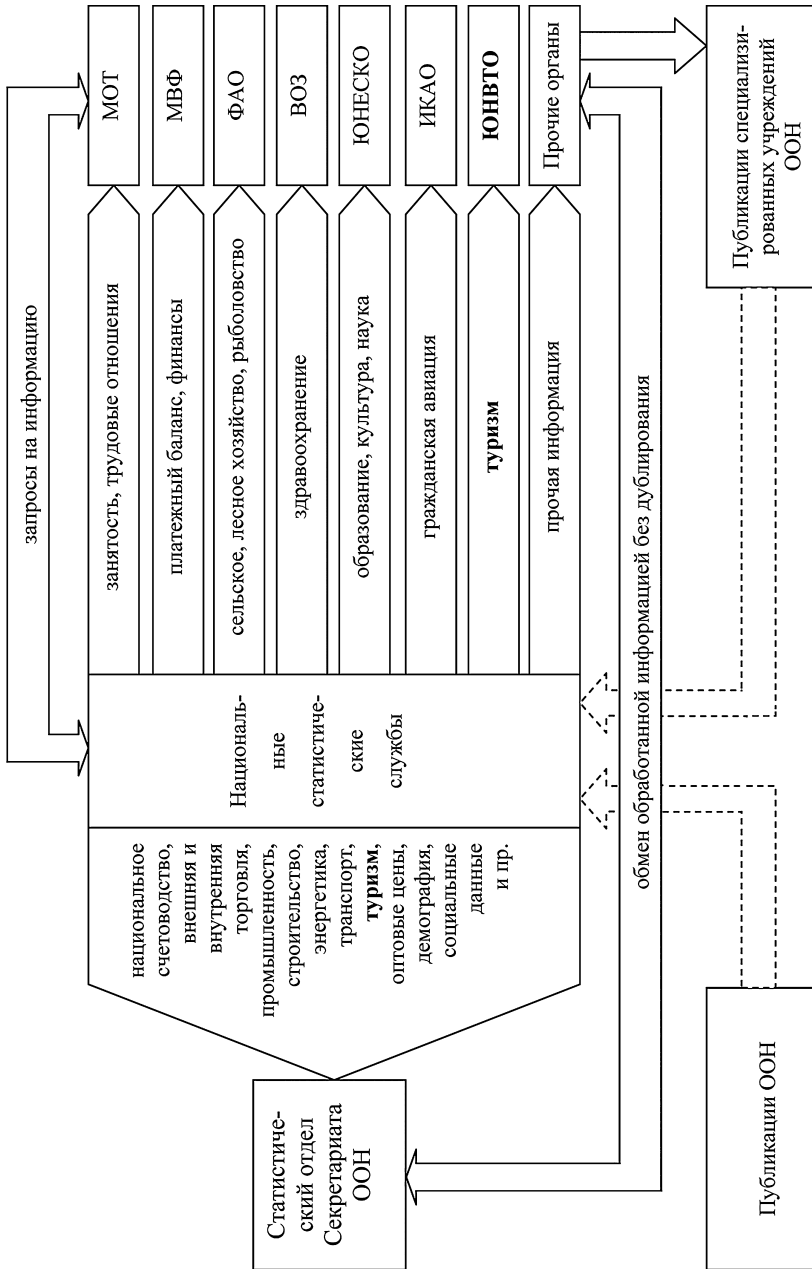 запросы на информацию
Статистиче-
ский отдел
Секретариата
ООН
национальное
счетоводство,
внешняя и
внутренняя
торговля,
промышленность,
строительство,
энергетика,
транспорт,
туризм,
оптовые цены,
демография,
социальные
данные
и пр.
Националь-
ные
статистиче-
ские
службы
занятость, трудовые отношения
МОТ
платежный баланс, финансы
МВФ
сельское, лесное хозяйство, рыболовство
ФАО
здравоохранение
ВОЗ
образование, культура, наука
ЮНЕСКО
гражданская авиация
ИКАО
туризм
ЮНВТО
прочая информация
Прочие органы
обмен обработанной информацией без дублирования
Публикации ООН
Публикации специализи-
рованных учреждений
ООН